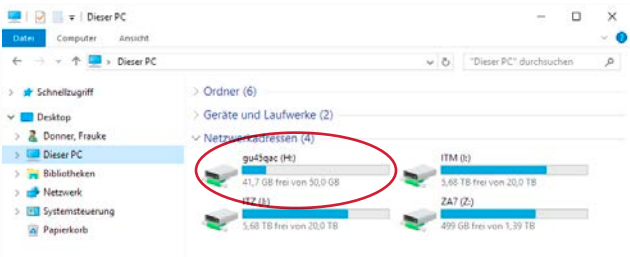 Dieser PC
Datei Computer Ansicht
Dieser PC
"Dieser PC" durchsuchen
Schnellzugriff
Desktop
Donner, Frauke
Dieser PC
Bibliotheken
Netzwerk
Systemsteuerung
Papierkorb
Ordner (6)
Geräte und Laufwerke (2)
Netzwerkadressen (4)
gu45qac (H:)
41,7 GB frei von 50,0 GB
ITM (I:)
5,68 TB frei von 20,0 TB
ITZ (J:)
5,68 TB frei von 20,0 TB
ZA7 (Z:)
499 GB frei von 1,39 TB